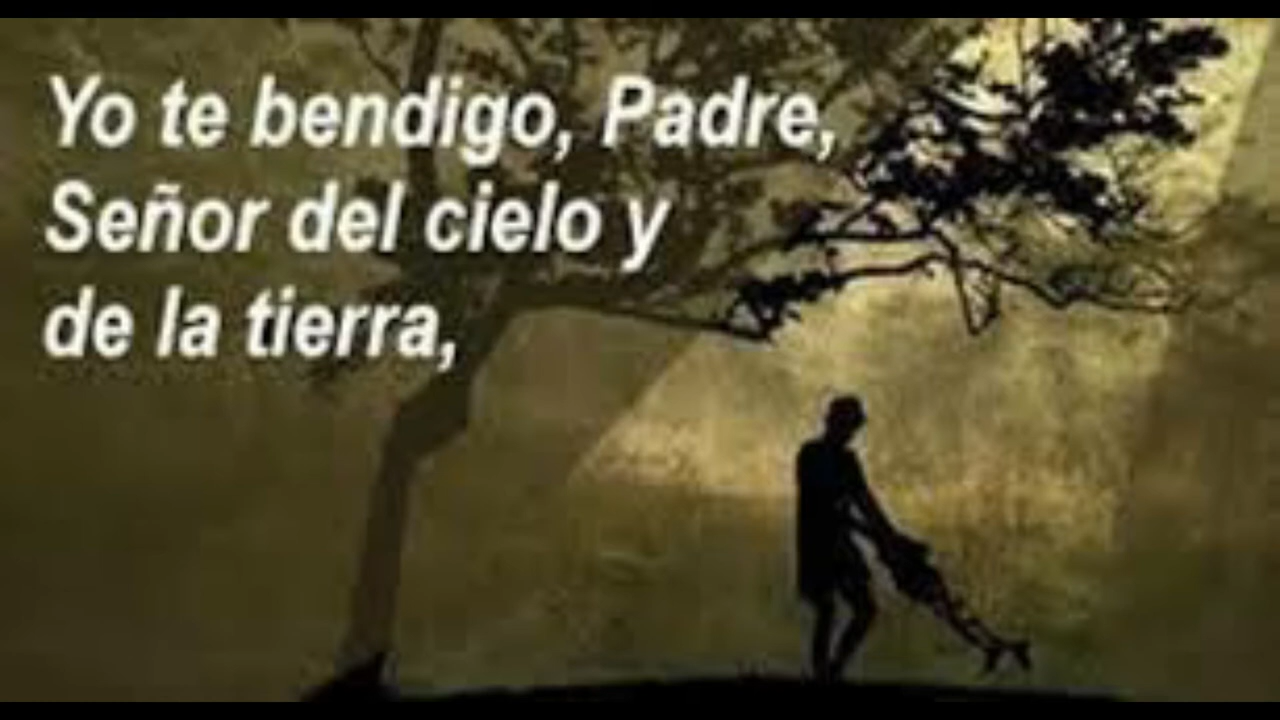 Yo te bendigo, Padre,
Señor del cielo y
de la tierra,